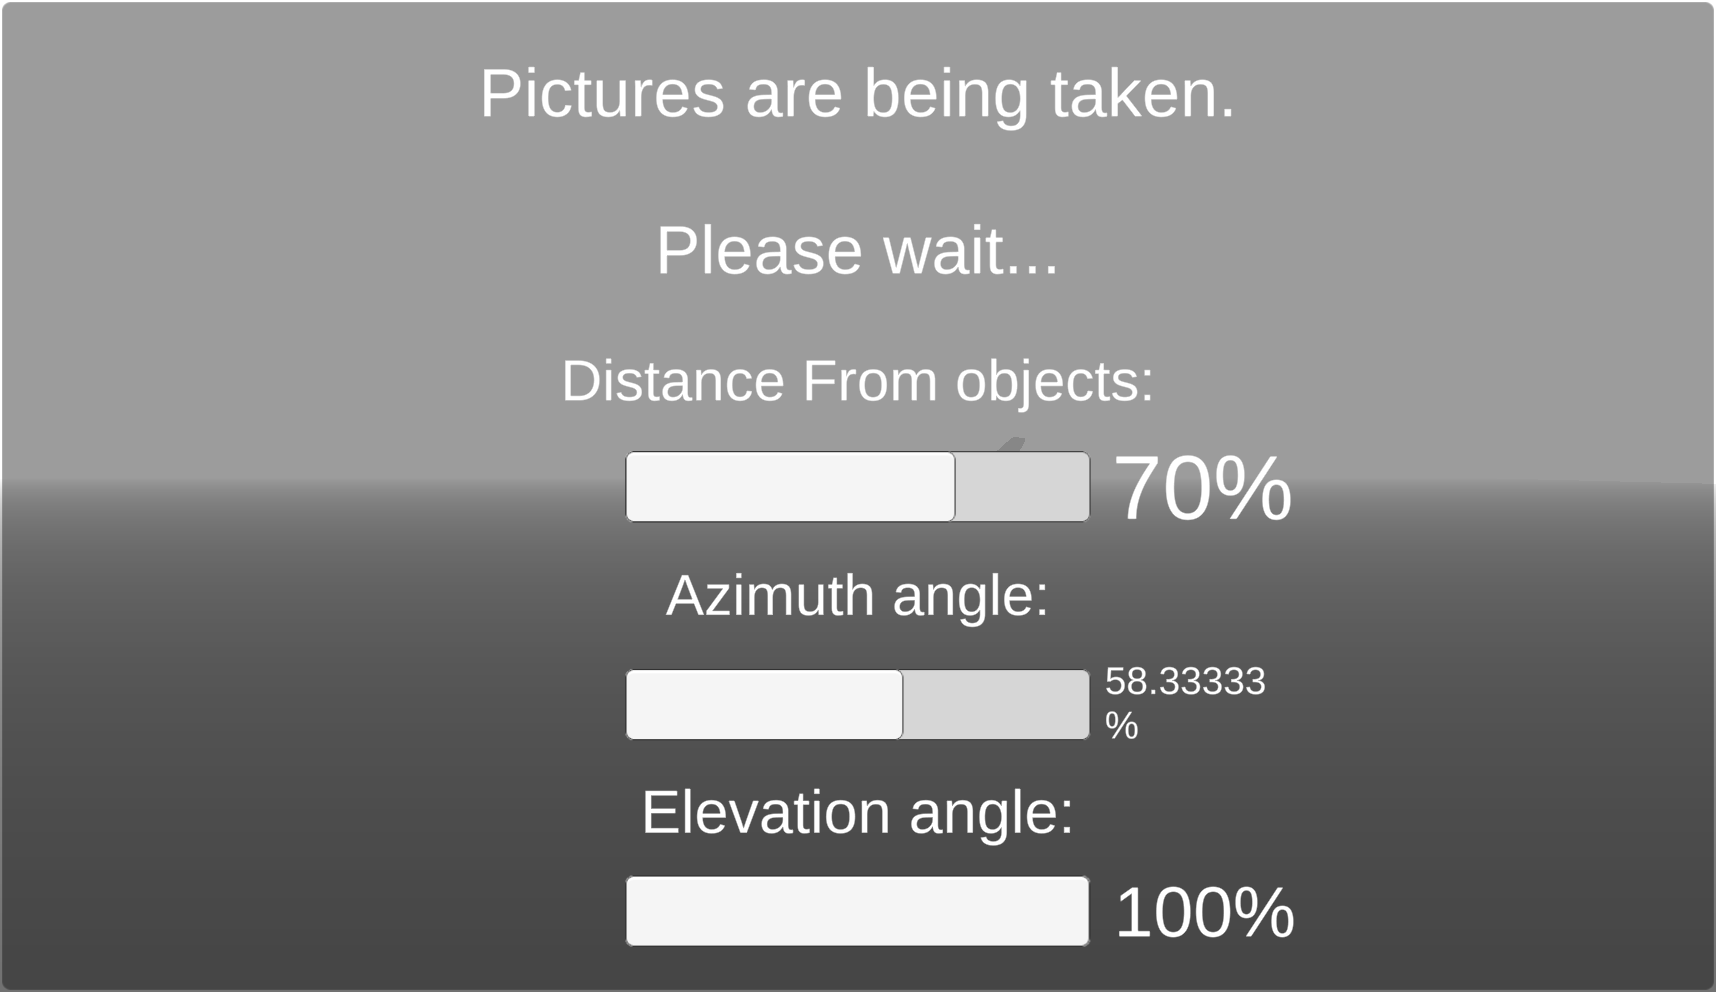 Pictures are being taken.
Please wait...
Distance From objects:
70%
Azimuth angle:
58.33333
%
Elevation angle:
100%